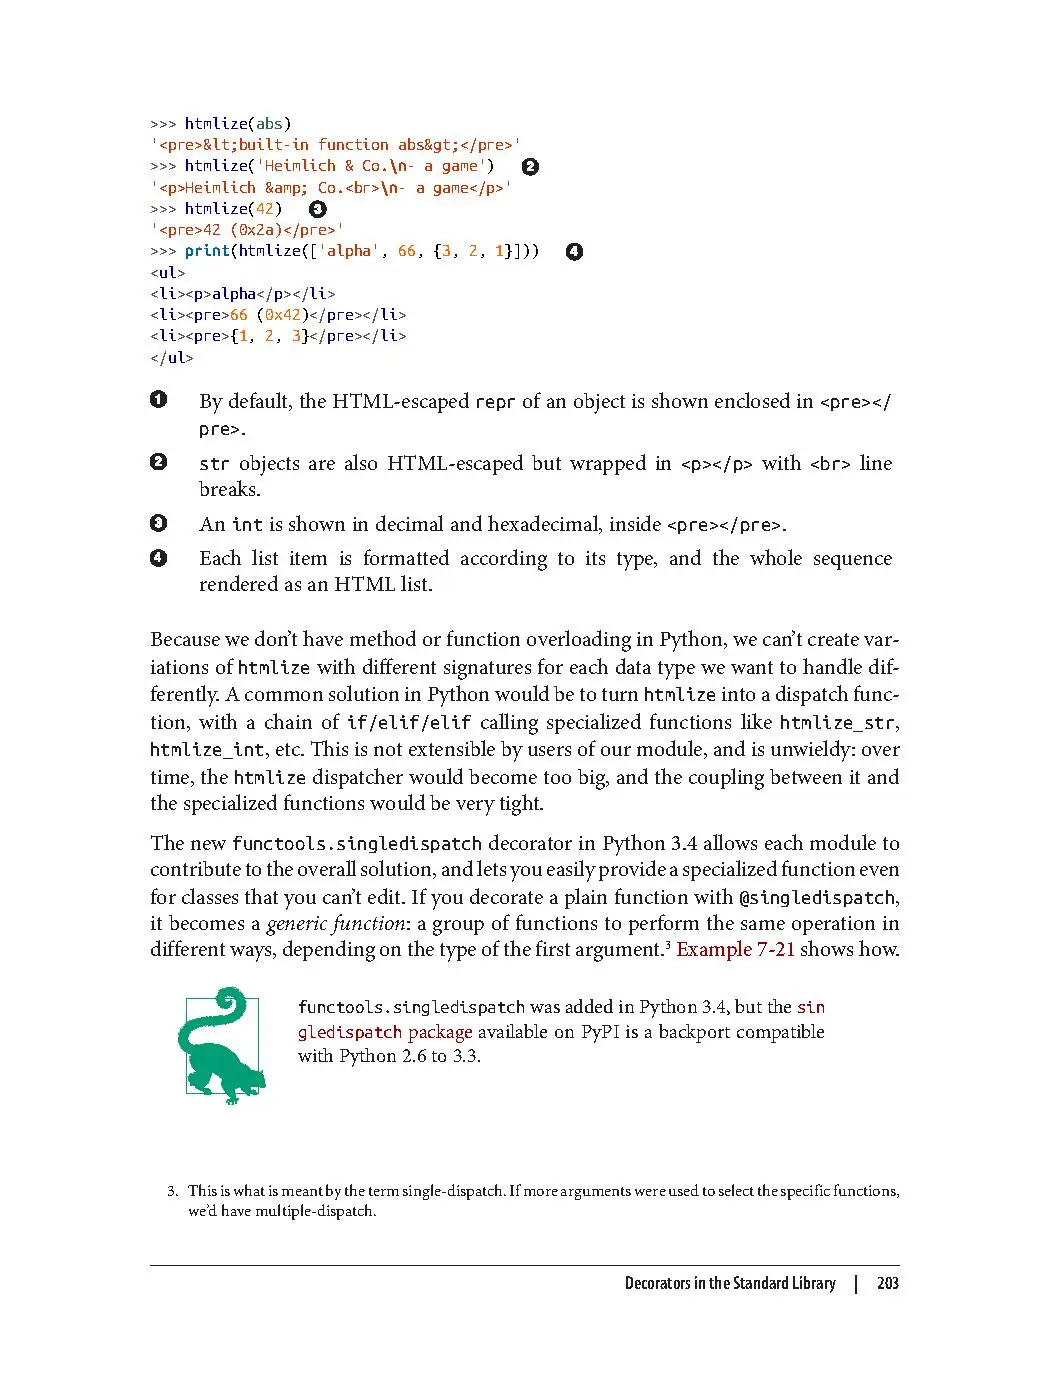 >>> htmlize(abs)
'<pre>&lt;built-in function abs&gt;</pre>'
>>> htmlize('Heimlich & Co.\n- a game')   ❷
'<p>Heimlich &amp; Co.<br>\n- a game</p>'
>>> htmlize(42)   ❸
'<pre>42 (0x2a)</pre>'
>>> print(htmlize(['alpha', 66, {3, 2, 1}]))   ❹
<ul>
<li><p>alpha</p></li>
<li><pre>66 (0x42)</pre></li>
<li><pre>{1, 2, 3}</pre></li>
</ul>
❶ By default, the HTML-escaped repr of an object is shown enclosed in <pre></
pre>.
❷ str objects are also HTML-escaped but wrapped in <p></p> with <br> line
breaks.
❸ An int is shown in decimal and hexadecimal, inside <pre></pre>.
❹ Each list item is formatted according to its type, and the whole sequence
rendered as an HTML list.
Because we don’t have method or function overloading in Python, we can’t create var‐
iations of htmlize with different signatures for each data type we want to handle dif‐
ferently. A common solution in Python would be to turn htmlize into a dispatch func‐
tion, with a chain of if/elif/elif calling specialized functions like htmlize_str,
htmlize_int, etc. This is not extensible by users of our module, and is unwieldy: over
time, the htmlize dispatcher would become too big, and the coupling between it and
the specialized functions would be very tight.
The new functools.singledispatch decorator in Python 3.4 allows each module to
contribute to the overall solution, and lets you easily provide a specialized function even
for classes that you can’t edit. If you decorate a plain function with @singledispatch,
it becomes a generic function: a group of functions to perform the same operation in
different ways, depending on the type of the first argument.³ Example 7-21 shows how.
functools.singledispatch was added in Python 3.4, but the sin
gledispatch package available on PyPI is a backport compatible
with Python 2.6 to 3.3.
3. This is what is meant by the term single-dispatch. If more arguments were used to select the specific functions,
we’d have multiple-dispatch.
Decorators in the Standard Library | 203